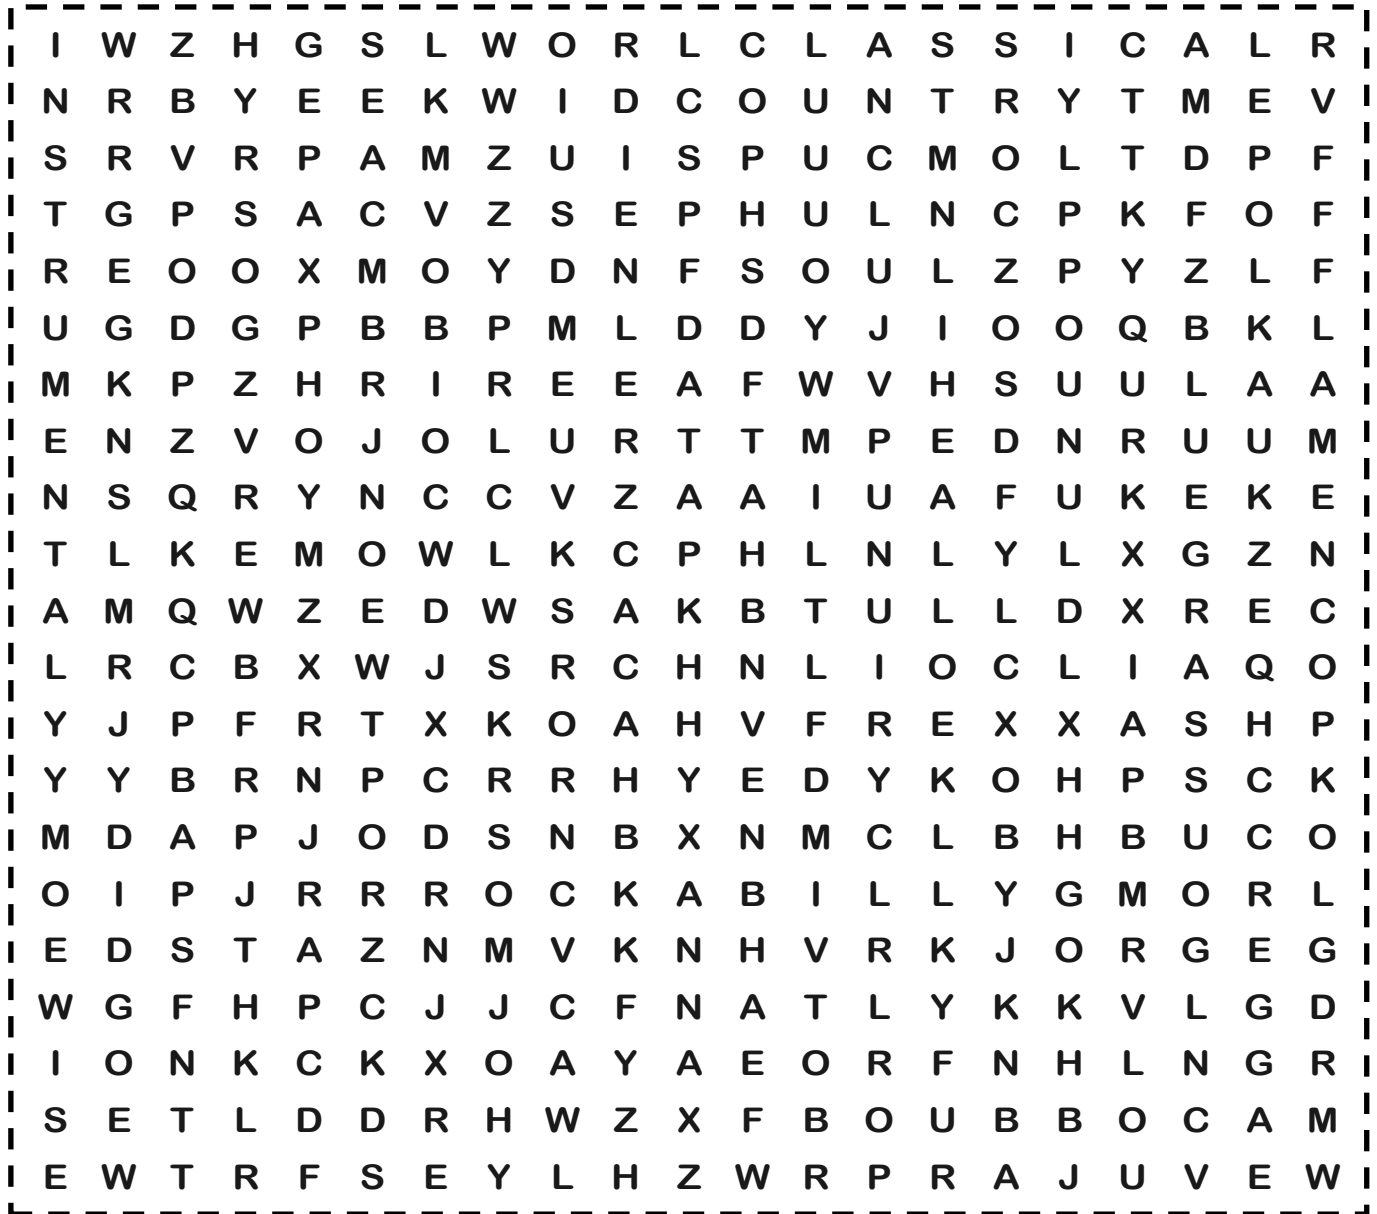 I W Z H G S L W O R L C L A S S I C A L R
N R B Y E E K W I D C O U N T R Y T M E V
S R V R P A M Z U I S P U C M O L T D P F
T G P S A C V Z S E P H U L N C P K F O F
R E O O X M O Y D N F S O U L Z P Y Z L F
U G D G P B B P M L D D Y J I O O Q B K L
M K P Z H R I R E E A F W V H S U U L A A
E N Z V O J O L U R T T M P E D N R U U M
N S Q R Y N C C V Z A A I U A F U K E K E
T L K E M O W L K C P H L N L Y L X G Z N
A M Q W Z E D W S A K B T U L L D X R E C
L R C B X W J S R C H N L I O C L I A Q O
Y J P F R T X K O A H V F R E X X A S H P
Y Y B R N P C R R H Y E D Y K O H P S C K
M D A P J O D S N B X N M C L B H B U C O
O I P J R R R O C K A B I L L Y G M O R L
E D S T A Z N M V K N H V R K J O R G E G
W G F H P C J J C F N A T L Y K K V L G D
I O N K C K X O A Y A E O R F N H L N G R
S E T L D D R H W Z X F B O U B B O C A M
E W T R F S E Y L H Z W R P R A J U V E W